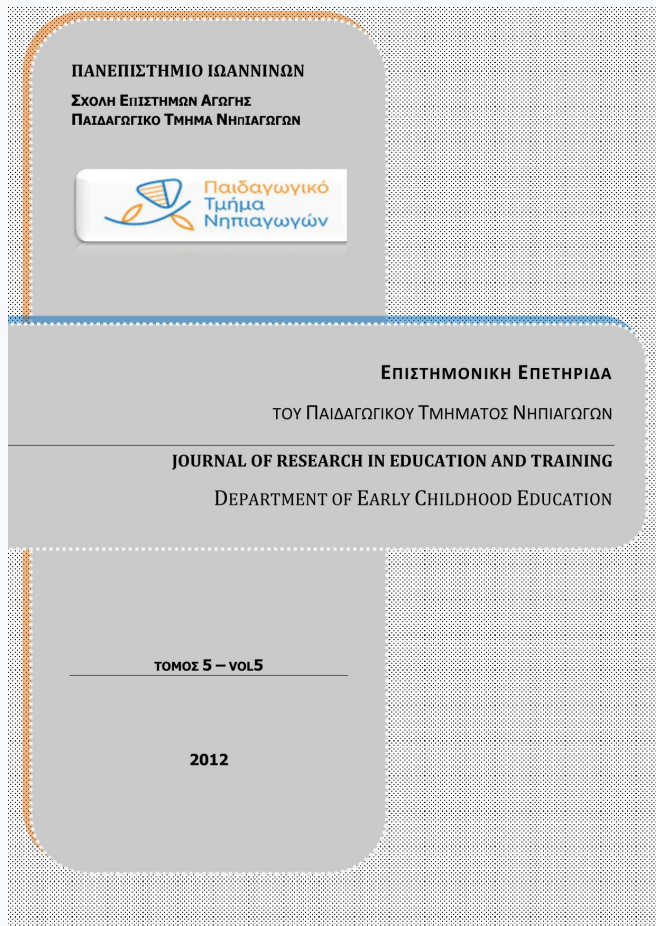 ΠΑΝΕΠΙΣΤΗΜΙΟ ΙΩΑΝΝΙΝΩΝ
ΣΧΟΛΗ ΕΠΙΣΤΗΜΩΝ ΑΓΩΓΗΣ
ΠΑΙΔΑΓΩΓΙΚΟ ΤΜΗΜΑ ΝΗΠΙΑΓΩΓΩΝ
Παιδαγωγικό
Τμήμα
Νηπιαγωγών
ΕΠΙΣΤΗΜΟΝΙΚΗ ΕΠΕΤΗΡΙΔΑ
ΤΟΥ ΠΑΙΔΑΓΩΓΙΚΟΥ ΤΜΗΜΑΤΟΣ ΝΗΠΙΑΓΩΓΩΝ
JOURNAL OF RESEARCH IN EDUCATION AND TRAINING
DEPARTMENT OF EARLY CHILDHOOD EDUCATION
ΤΟΜΟΣ 5 – VOL5
2012